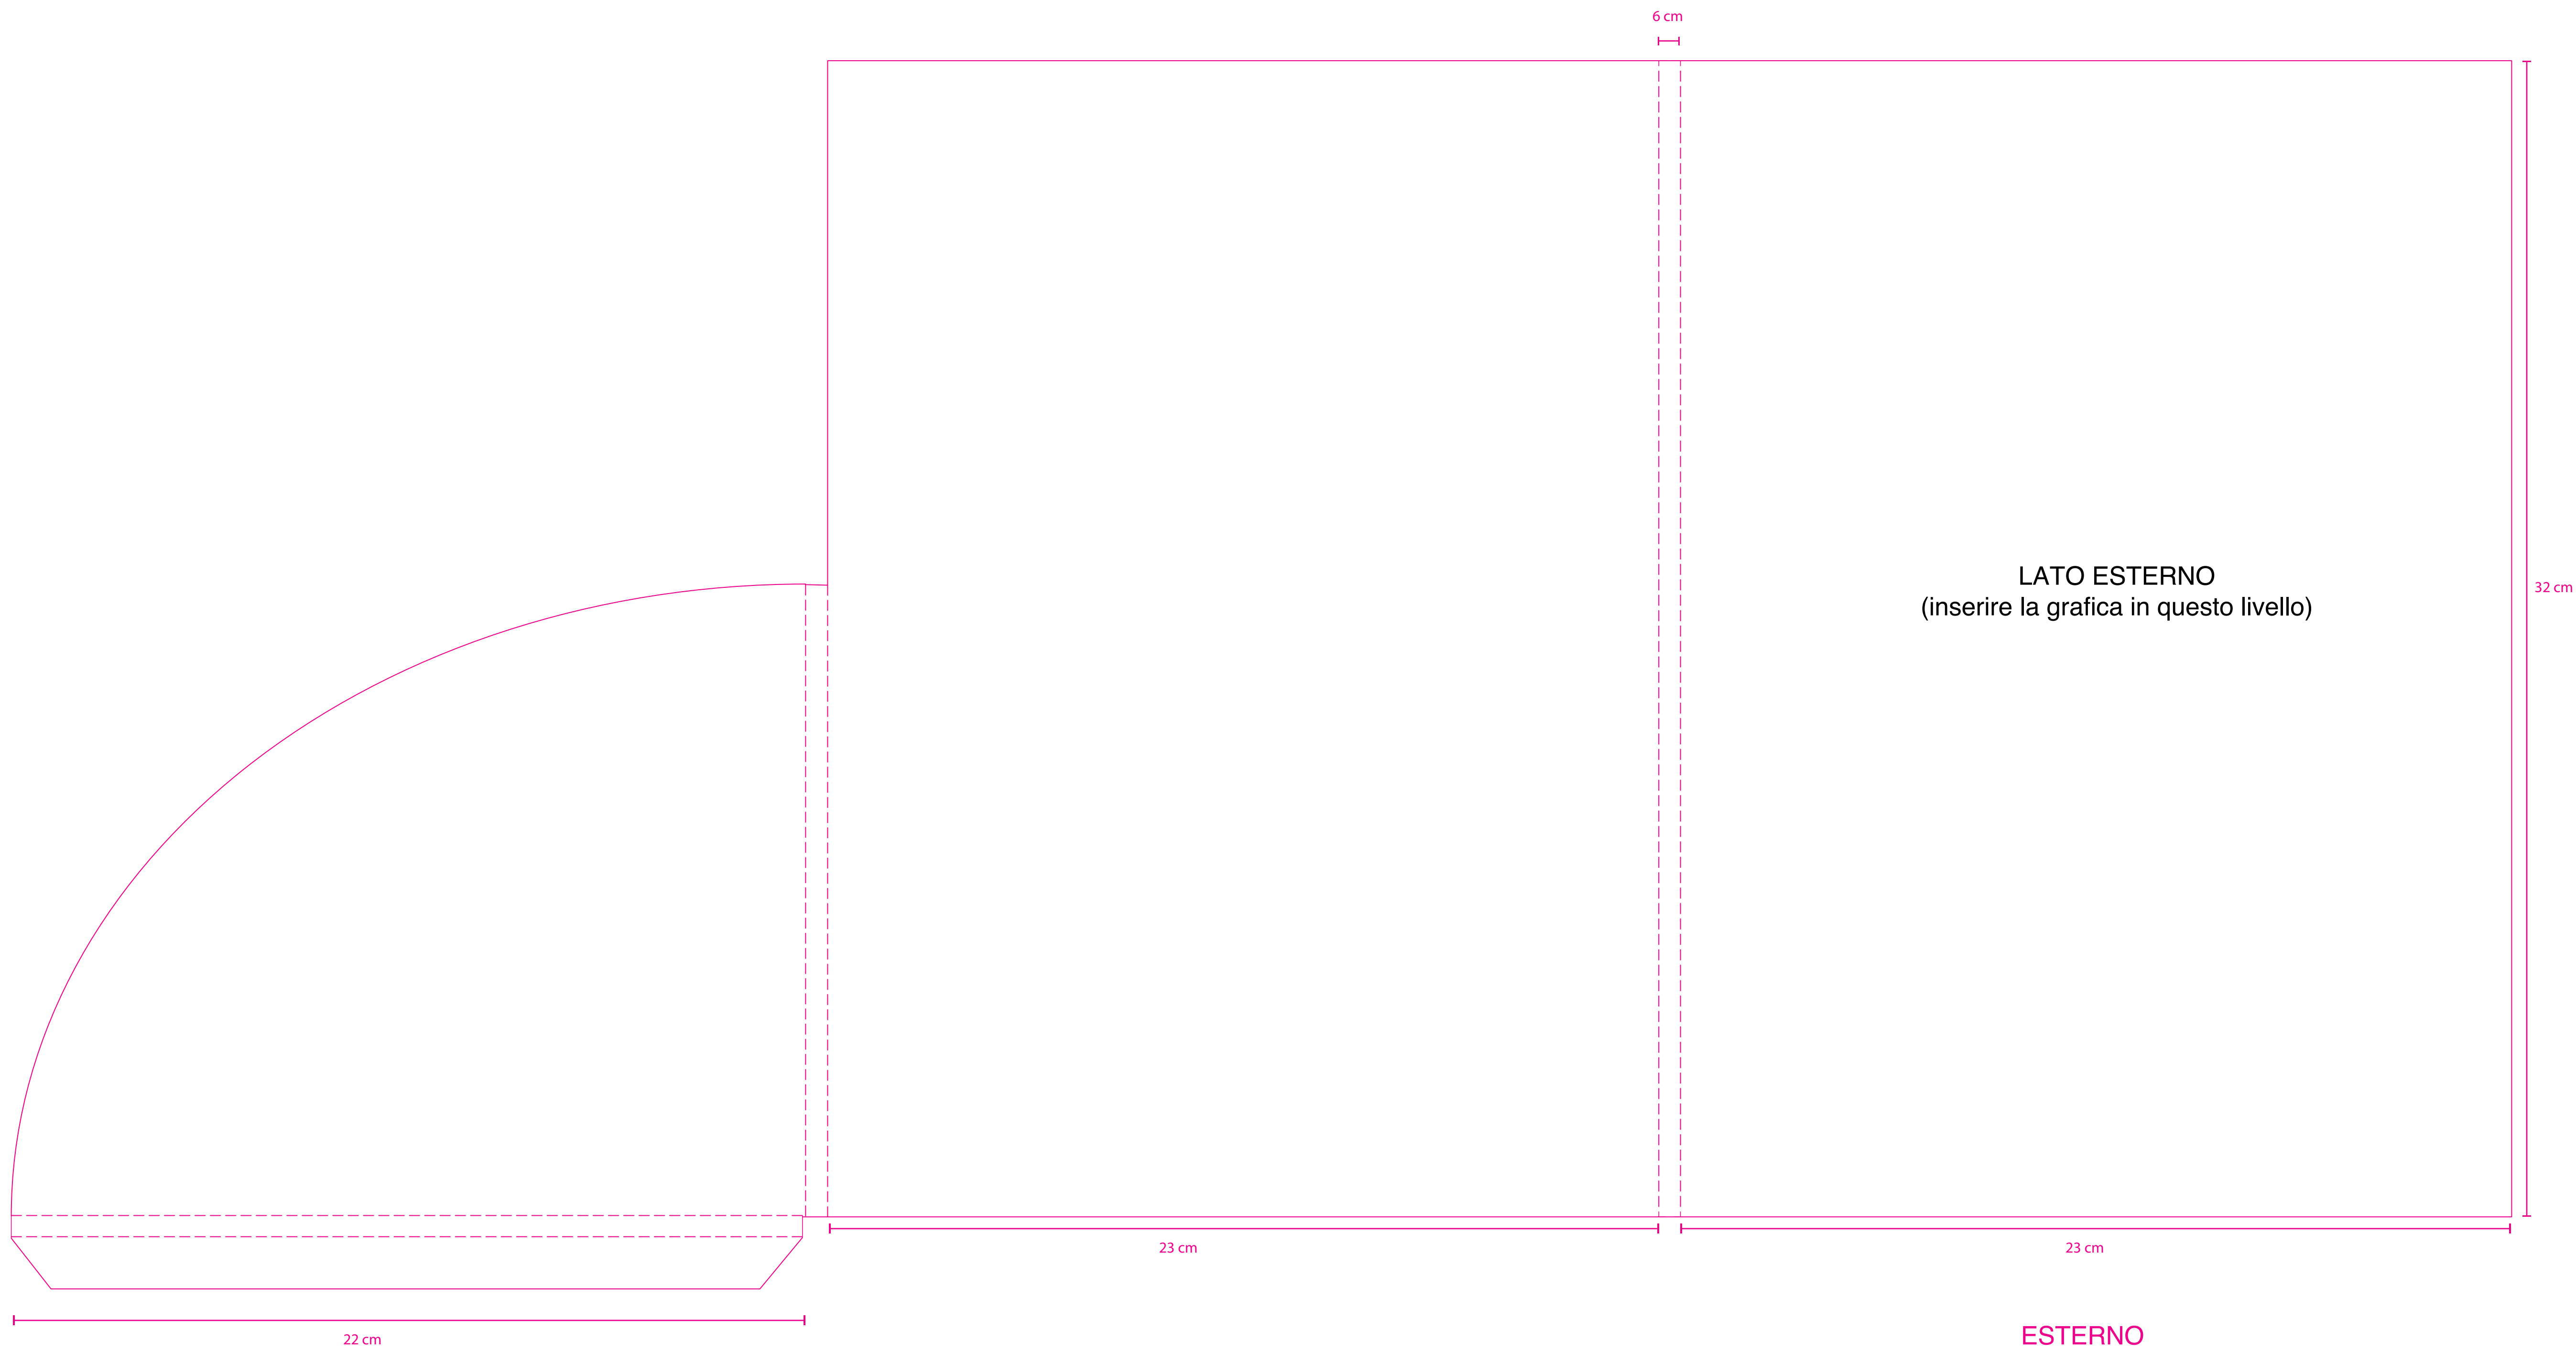 6 cm
LATO ESTERNO
(inserire la grafica in questo livello)
32 cm
23 cm
23 cm
22 cm
ESTERNO